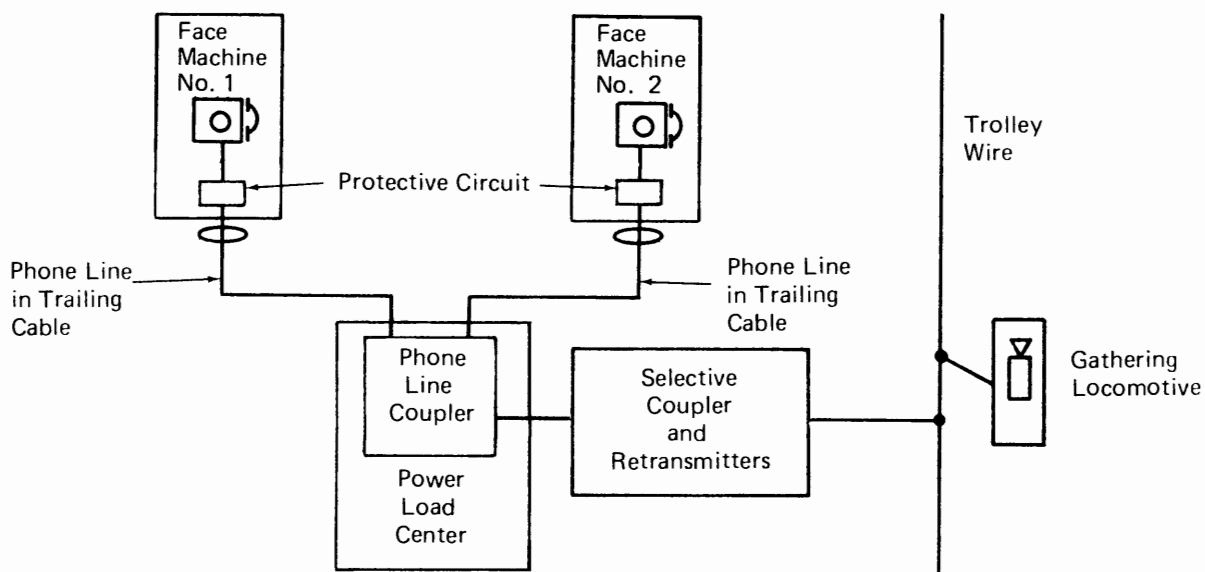 Face
Machine
No. 1
Face
Machine
No. 2
Trolley
Wire
Protective Circuit
Phone Line
in Trailing
Cable
Phone Line
in Trailing
Cable
Phone
Line
Coupler
Power
Load
Center
Selective
Coupler
and
Retransmitters
Gathering
Locomotive